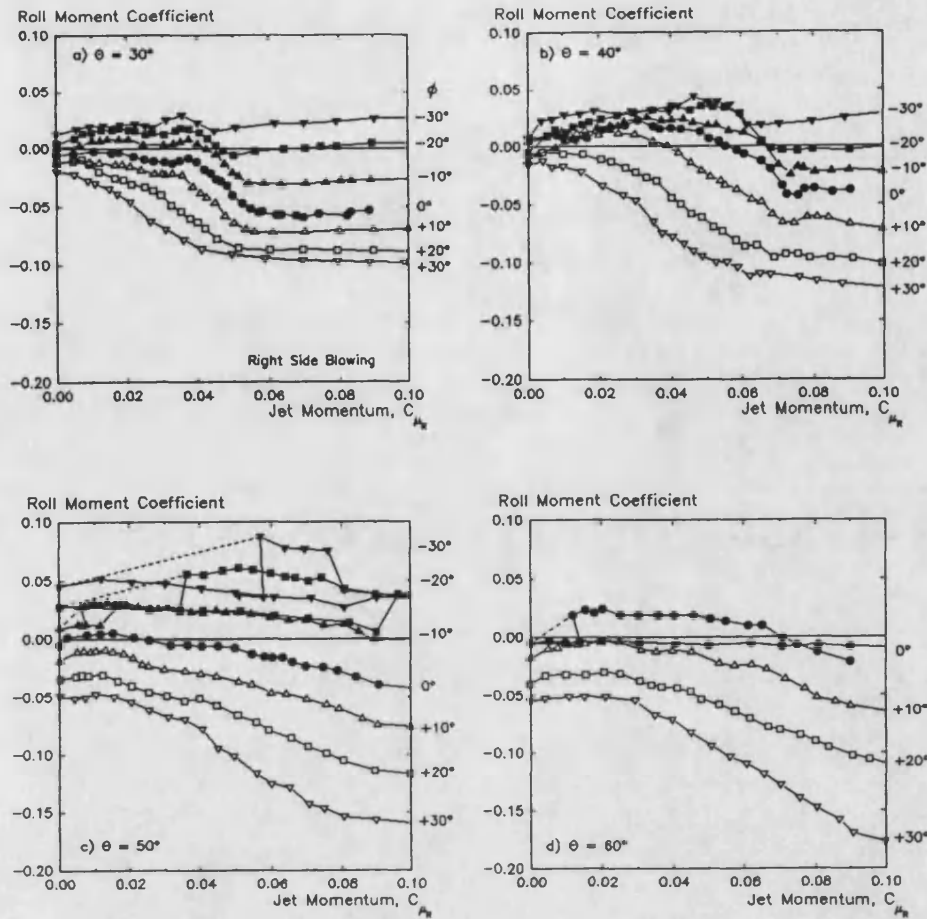 Roll Moment Coefficient
0.10
a) Θ = 30°
0.05
0.00
−0.05
−0.10
−0.15
−0.20
Right Side Blowing
ϕ
−30°
−20°
−10°
0°
+10°
+20°
+30°
0.00 0.02 0.04 0.06 0.08 0.10
Jet Momentum, CμR
Roll Moment Coefficient
0.10
b) Θ = 40°
0.05
0.00
−0.05
−0.10
−0.15
−0.20
−30°
−20°
−10°
0°
+10°
+20°
+30°
0.00 0.02 0.04 0.06 0.08 0.10
Jet Momentum, CμR
Roll Moment Coefficient
0.10
0.05
0.00
−0.05
−0.10
−0.15
−0.20
c) Θ = 50°
−30°
−20°
−10°
0°
+10°
+20°
+30°
0.00 0.02 0.04 0.06 0.08 0.10
Jet Momentum, CμR
Roll Moment Coefficient
0.10
0.05
0.00
−0.05
−0.10
−0.15
−0.20
d) Θ = 60°
0°
+10°
+20°
+30°
0.00 0.02 0.04 0.06 0.08 0.10
Jet Momentum, CμR